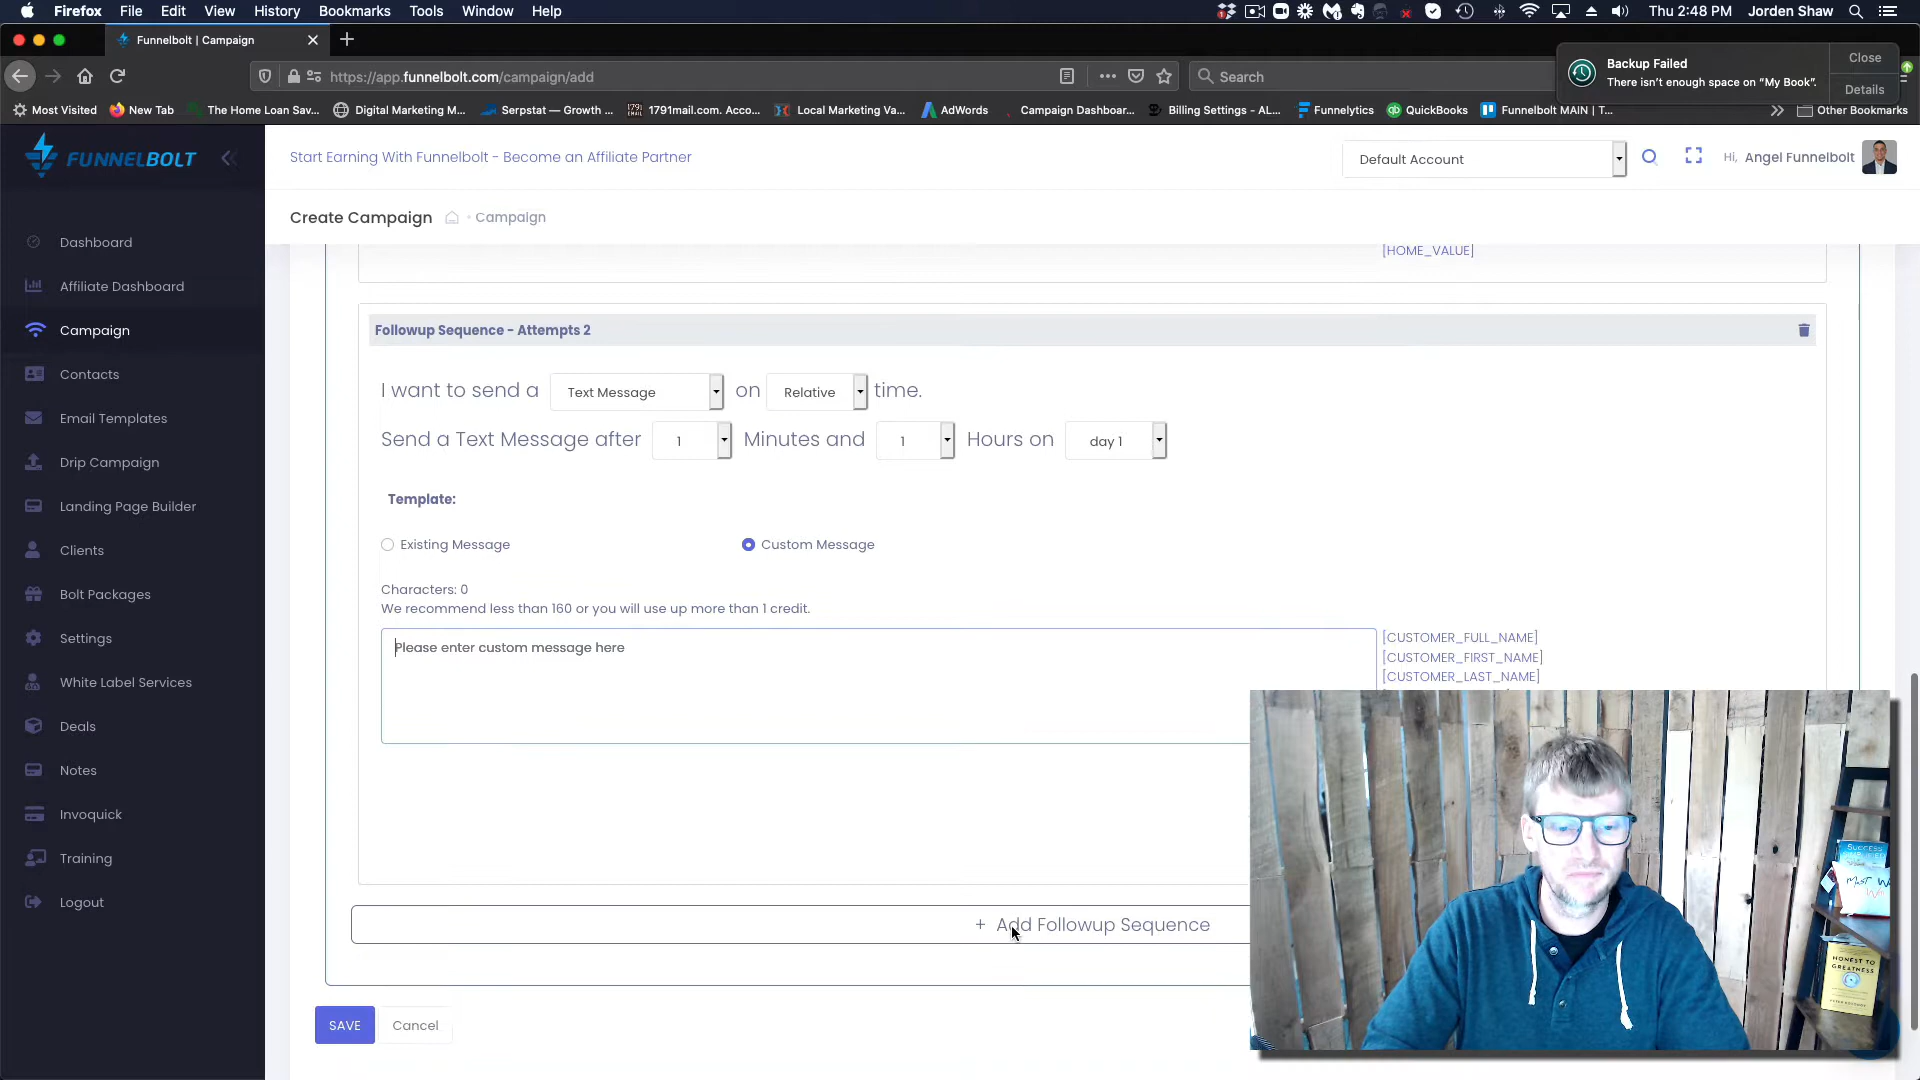 Firefox File Edit View History Bookmarks Tools Window Help
Thu 2:48 PM Jorden Shaw
Funnelbolt | Campaign
https://app.funnelbolt.com/campaign/add
Search
Backup Failed
There isn't enough space on "My Book".
Close
Details
Most Visited New Tab The Home Loan Sav... Digital Marketing M... Serpstat — Growth ... 1791mail.com. Acco... Local Marketing Va... AdWords Campaign Dashboar... Billing Settings - AL... Funnelytics QuickBooks Funnelbolt MAIN | T... Other Bookmarks
FUNNELBOLT
Start Earning With Funnelbolt - Become an Affiliate Partner
Default Account
Hi, Angel Funnelbolt
Create Campaign
Campaign
Dashboard
Affiliate Dashboard
Campaign
Contacts
Email Templates
Drip Campaign
Landing Page Builder
Clients
Bolt Packages
Settings
White Label Services
Deals
Notes
Invoquick
Training
Logout
[HOME_VALUE]
Followup Sequence - Attempts 2
I want to send a Text Message on Relative time.
Send a Text Message after 1 Minutes and 1 Hours on day 1
Template:
Existing Message
Custom Message
Characters: 0
We recommend less than 160 or you will use up more than 1 credit.
Please enter custom message here
[CUSTOMER_FULL_NAME]
[CUSTOMER_FIRST_NAME]
[CUSTOMER_LAST_NAME]
+ Add Followup Sequence
SAVE
Cancel
SUCCESS
HONEST TO
GREATNESS